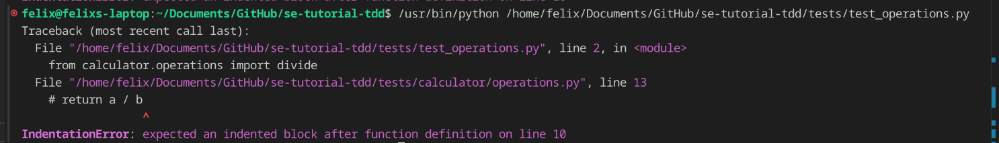 felix@felixs-laptop:~/Documents/GitHub/se-tutorial-tdd$ /usr/bin/python /home/felix/Documents/GitHub/se-tutorial-tdd/tests/test_operations.py
Traceback (most recent call last):
  File "/home/felix/Documents/GitHub/se-tutorial-tdd/tests/test_operations.py", line 2, in <module>
    from calculator.operations import divide
  File "/home/felix/Documents/GitHub/se-tutorial-tdd/tests/calculator/operations.py", line 13
    # return a / b
                  ^
IndentationError: expected an indented block after function definition on line 10